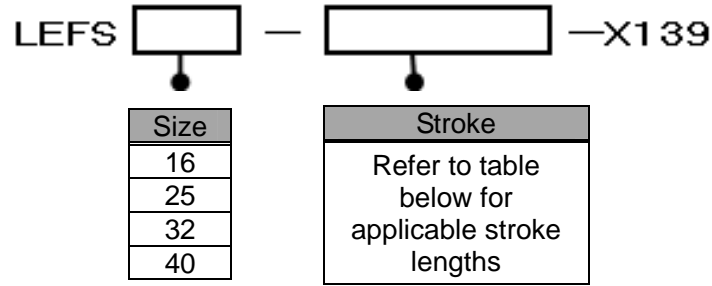 LEFS — —X139
Size
16
25
32
40
Stroke
Refer to table
below for
applicable stroke
lengths